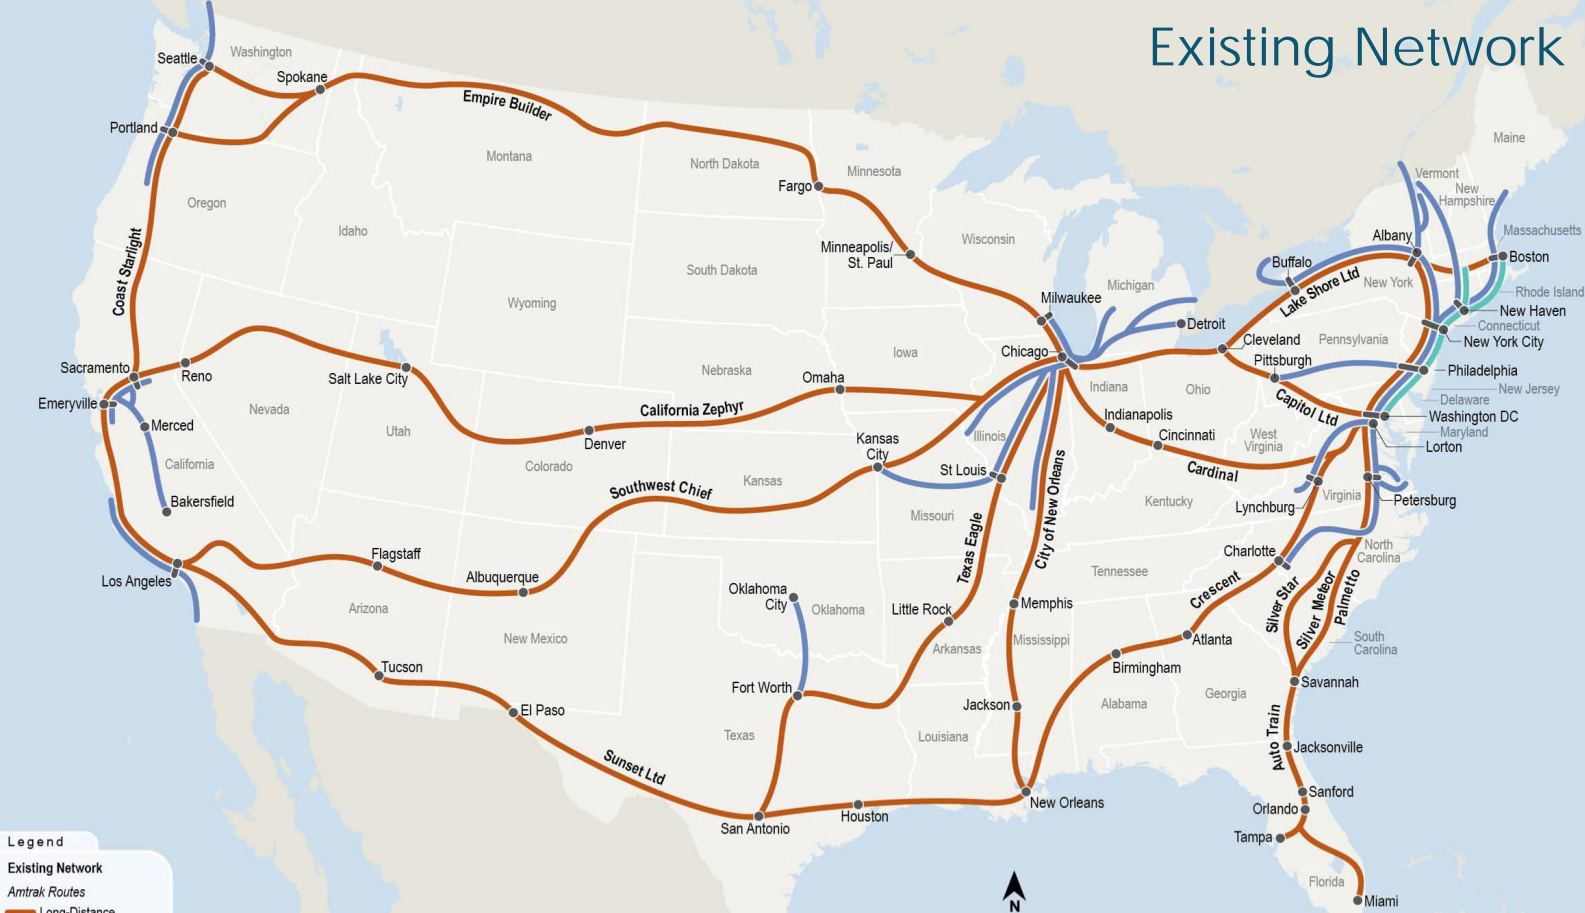 Existing Network
Seattle
Washington
Spokane
Empire Builder
Portland
Montana
North Dakota
Minnesota
Fargo
Maine
Vermont
New
Hampshire
Oregon
Idaho
Coast Starlight
Minneapolis/
St. Paul
Wisconsin
South Dakota
Michigan
Albany
Massachusetts
Boston
Buffalo
Lake Shore Ltd
New York
Rhode Island
Wyoming
Milwaukee
Detroit
New Haven
Connecticut
New York City
Cleveland
Pennsylvania
Pittsburgh
Chicago
Iowa
Sacramento
Reno
Salt Lake City
Nebraska
Omaha
Indiana
Ohio
Philadelphia
New Jersey
Delaware
Capitol Ltd
Washington DC
Maryland
Lorton
Emeryville
Merced
Nevada
Utah
California Zephyr
Denver
Indianapolis
Cincinnati
West
Virginia
Illinois
Kansas
City
California
Colorado
Kansas
St Louis
Cardinal
Southwest Chief
Bakersfield
Missouri
Kentucky
Lynchburg
Virginia
Petersburg
City of New Orleans
Texas Eagle
Los Angeles
Flagstaff
Albuquerque
Charlotte
North
Carolina
Tennessee
Crescent
Silver Star
Silver Meteor
Palmetto
Arizona
New Mexico
Oklahoma
City
Oklahoma
Little Rock
Memphis
Arkansas
Mississippi
Atlanta
South
Carolina
Tucson
El Paso
Fort Worth
Birmingham
Savannah
Georgia
Alabama
Jackson
Texas
Louisiana
Auto Train
Jacksonville
Sunset Ltd
San Antonio
Houston
New Orleans
Sanford
Orlando
Tampa
Florida
Miami
N
Legend
Existing Network
Amtrak Routes
Long-Distance